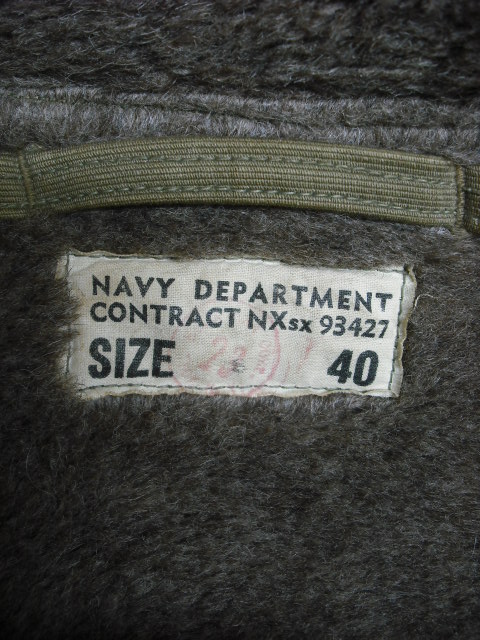 NAVY DEPARTMENT
CONTRACT NXsx 93427
SIZE 40